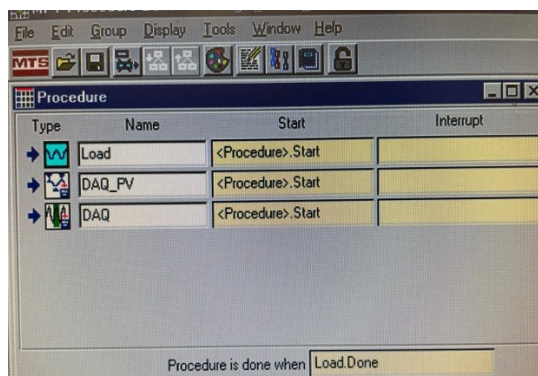 File Edit Group Display Tools Window Help
MTS
Procedure
Type Name Start Interrupt
Load <Procedure>.Start
DAQ_PV <Procedure>.Start
DAQ <Procedure>.Start
Procedure is done when Load.Done